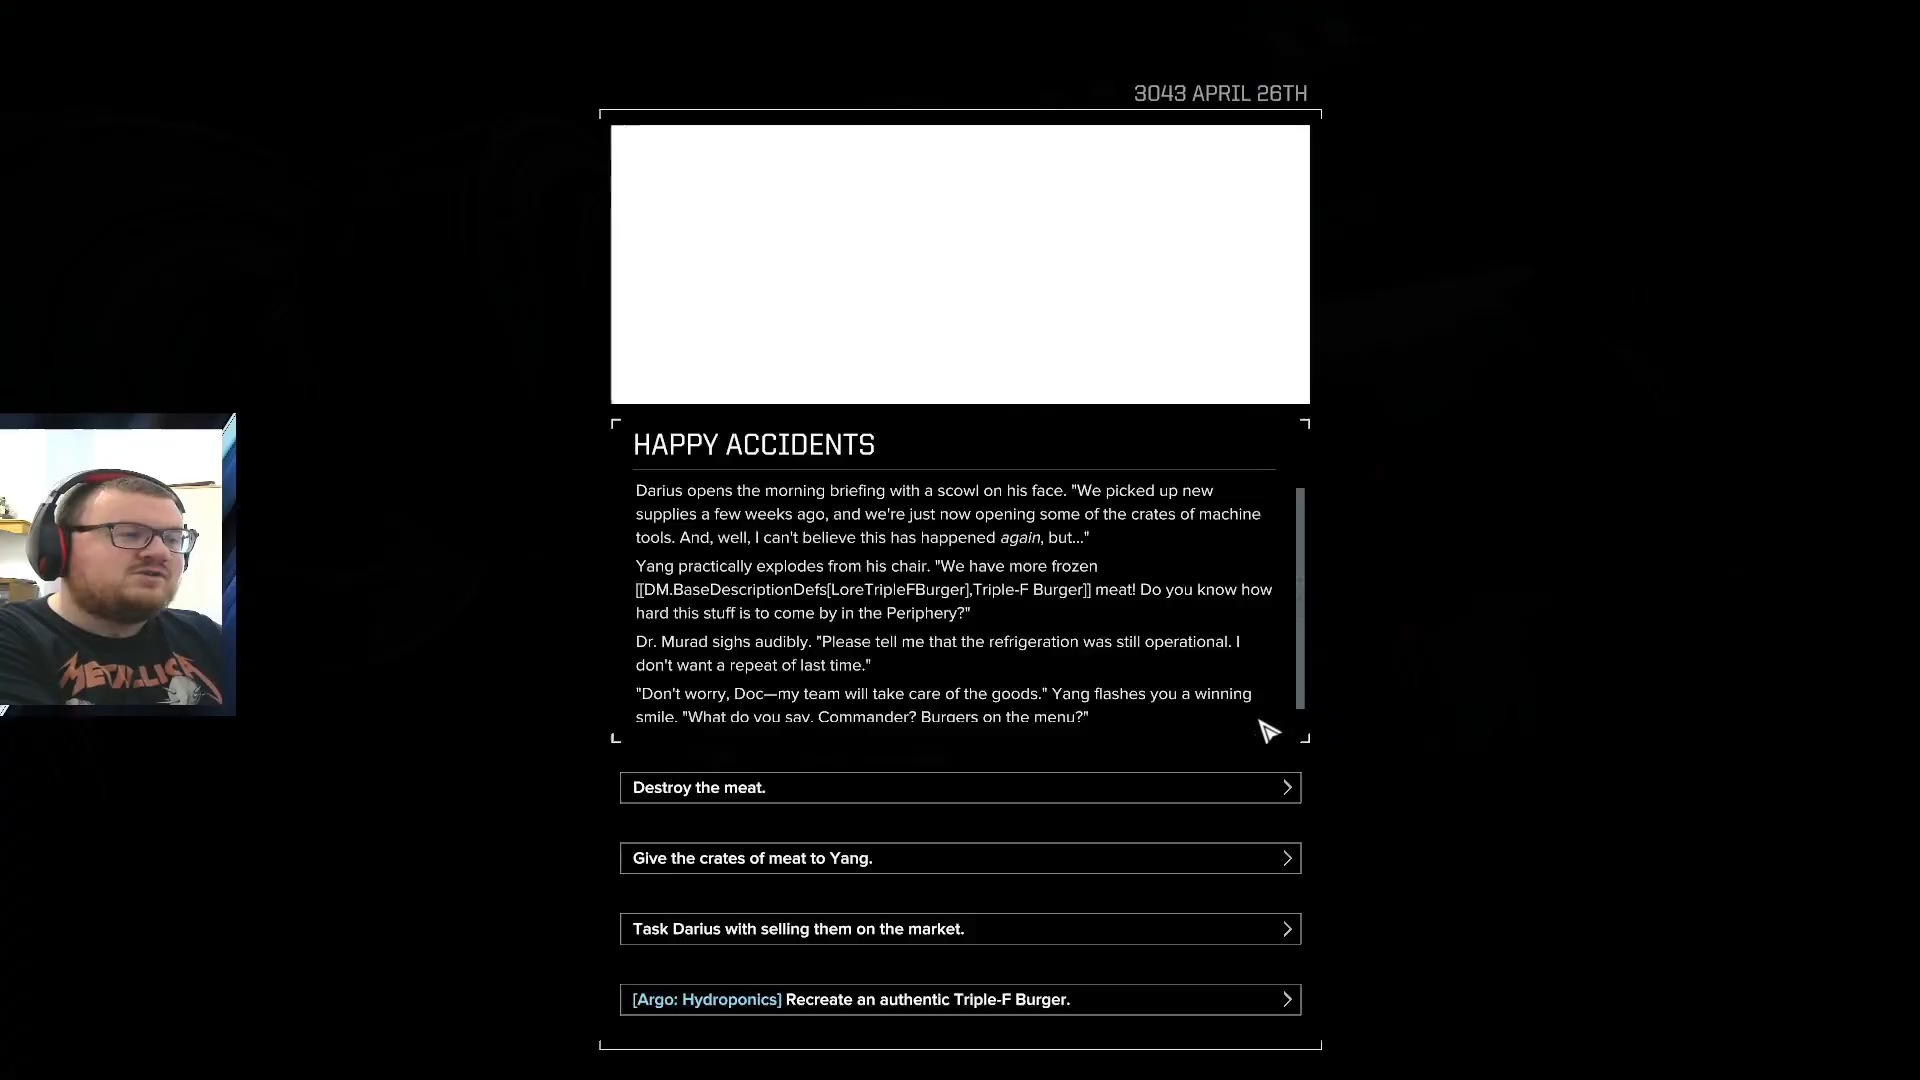 3043 APRIL 26TH
HAPPY ACCIDENTS
Darius opens the morning briefing with a scowl on his face. "We picked up new
supplies a few weeks ago, and we're just now opening some of the crates of machine
tools. And, well, I can't believe this has happened again, but..."
Yang practically explodes from his chair. "We have more frozen
[[DM.BaseDescriptionDefs[LoreTripleFBurger],Triple-F Burger]] meat! Do you know how
hard this stuff is to come by in the Periphery?"
Dr. Murad sighs audibly. "Please tell me that the refrigeration was still operational. I
don't want a repeat of last time."
"Don't worry, Doc—my team will take care of the goods." Yang flashes you a winning
smile. "What do you say, Commander? Burgers on the menu?"
Destroy the meat.
Give the crates of meat to Yang.
Task Darius with selling them on the market.
[Argo: Hydroponics] Recreate an authentic Triple-F Burger.
METALLICA